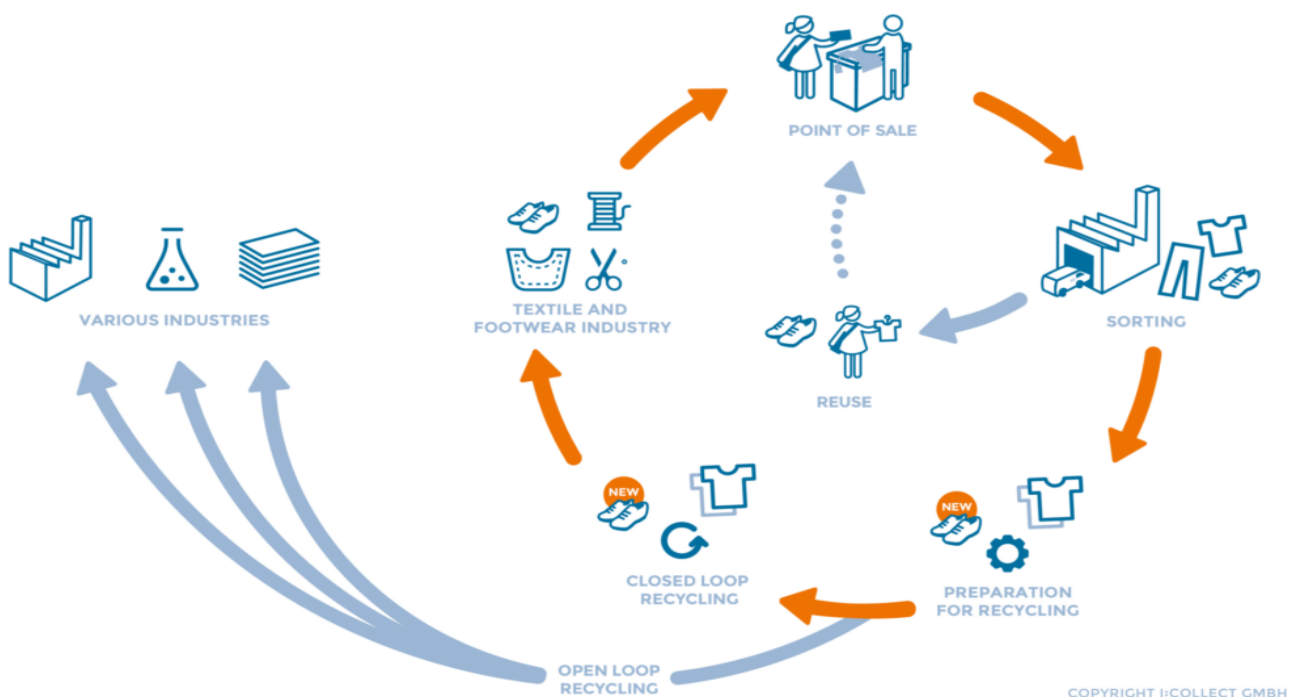 POINT OF SALE
VARIOUS INDUSTRIES
TEXTILE AND
FOOTWEAR INDUSTRY
SORTING
REUSE
NEW
CLOSED LOOP
RECYCLING
NEW
PREPARATION
FOR RECYCLING
OPEN LOOP
RECYCLING
COPYRIGHT I:COLLECT GMBH